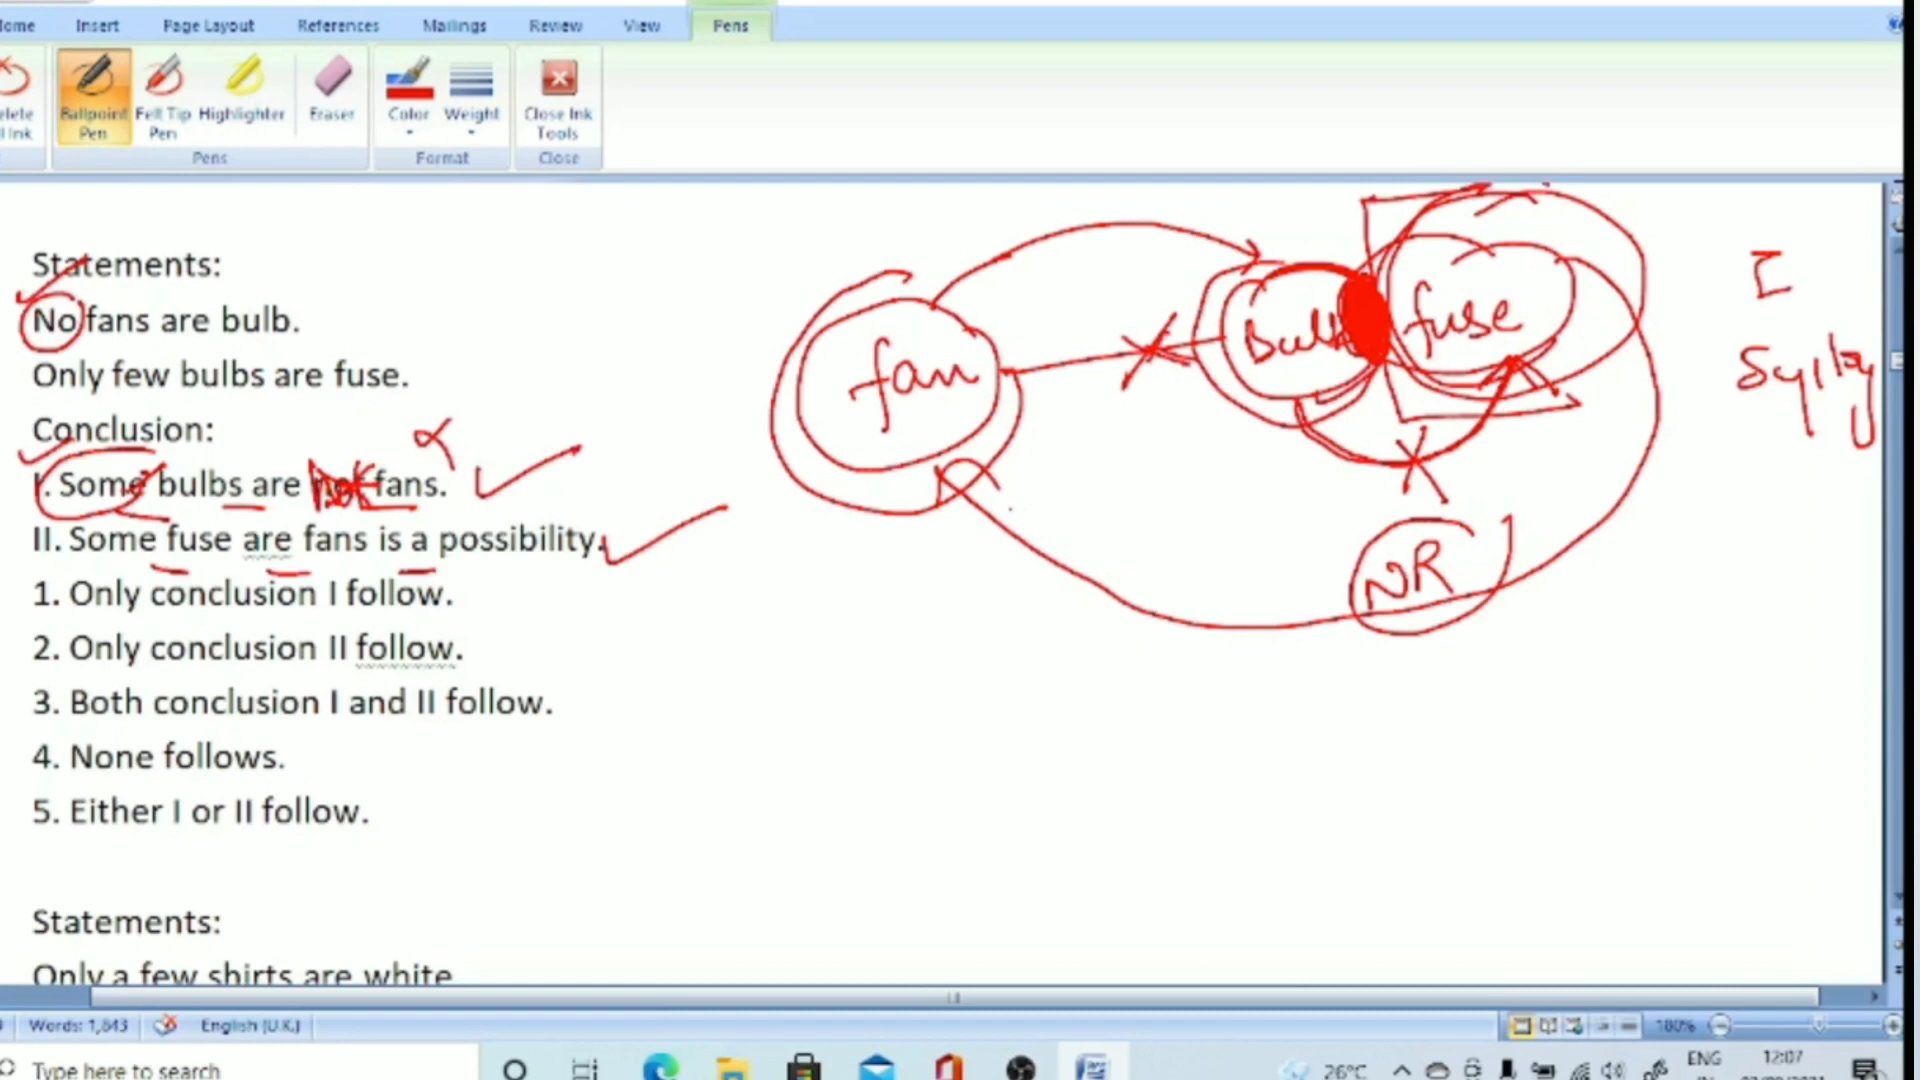 ome Insert Page Layout References Mailings Review View Pens
elete Ballpoint Felt Tip Highlighter Eraser Color Weight Close Ink
l Ink Pen Pen Tools
Pens Format Close
Statements:
No fans are bulb.
Only few bulbs are fuse.
Conclusion:
I. Some bulbs are not fans.
II. Some fuse are fans is a possibility.
1. Only conclusion I follow.
2. Only conclusion II follow.
3. Both conclusion I and II follow.
4. None follows.
5. Either I or II follow.
Statements:
Only a few shirts are white
fan
Bulb
fuse
NR
I
Words: 1,843 English (U.K.) 180%
Type here to search 26°C ENG 12:07